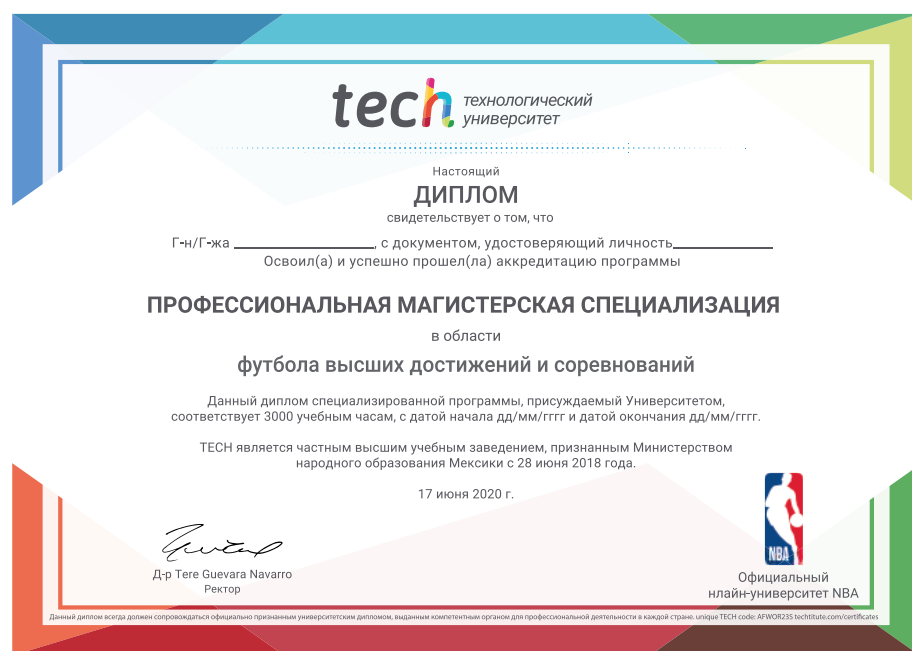 tech технологический
университет
Настоящий
ДИПЛОМ
свидетельствует о том, что
Г-н/Г-жа ____________, с документом, удостоверяющий личность____________
Освоил(а) и успешно прошел(ла) аккредитацию программы
ПРОФЕССИОНАЛЬНАЯ МАГИСТЕРСКАЯ СПЕЦИАЛИЗАЦИЯ
в области
футбола высших достижений и соревнований
Данный диплом специализированной программы, присуждаемый Университетом,
соответствует 3000 учебным часам, с датой начала дд/мм/гггг и датой окончания дд/мм/гггг.
TECH является частным высшим учебным заведением, признанным Министерством
народного образования Мексики с 28 июня 2018 года.
17 июня 2020 г.
NBA
Д-р Tere Guevara Navarro
Ректор
Официальный
нлайн-университет NBA
Данный диплом всегда должен сопровождаться официально признанным университетским дипломом, выданным компетентным органом для профессиональной деятельности в каждой стране. unique TECH code: AFWOR23S techtitute.com/certificates